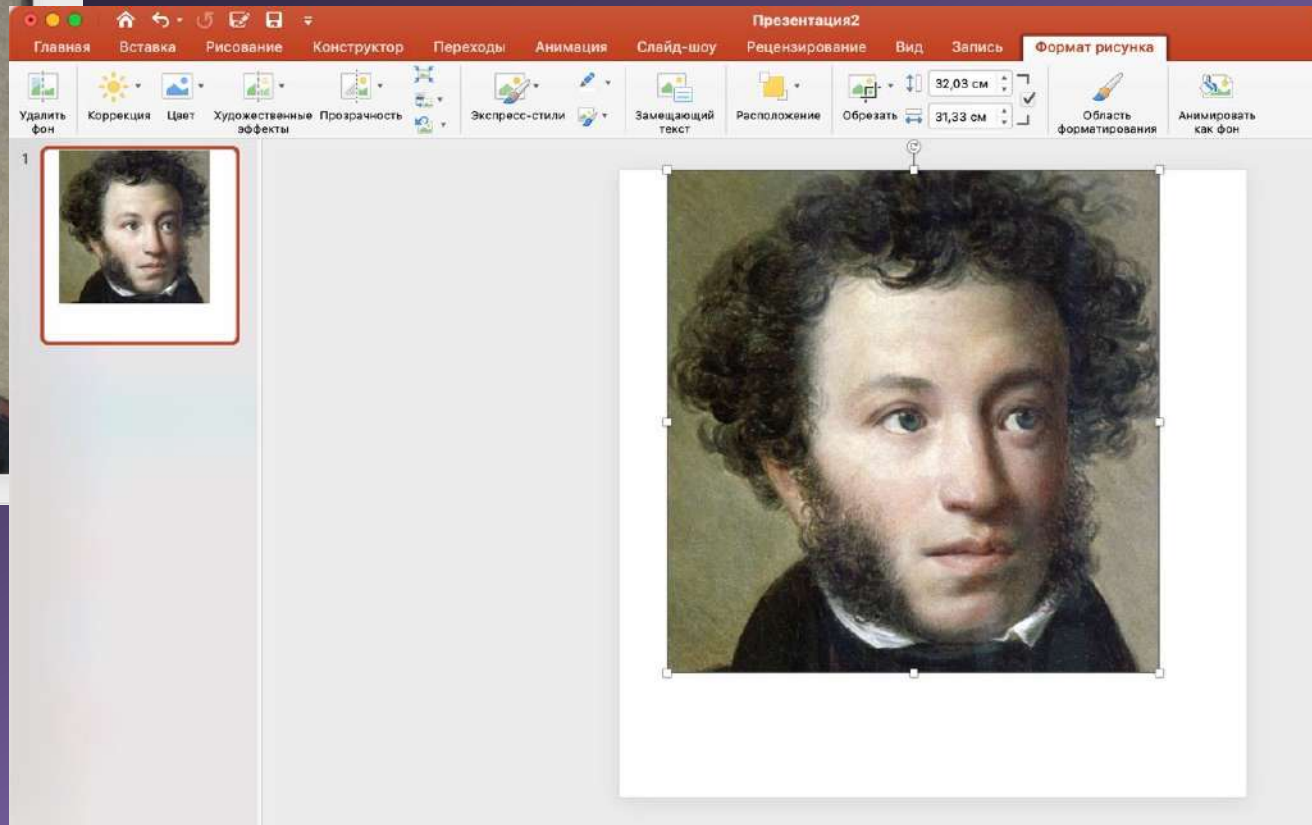 Презентация2
Главная Вставка Рисование Конструктор Переходы Анимация Слайд-шоу Рецензирование Вид Запись Формат рисунка
32,03 см
31,33 см
Удалить фон
Коррекция
Цвет
Художественные эффекты
Прозрачность
Экспресс-стили
Замещающий текст
Расположение
Обрезать
Область форматирования
Анимировать как фон
1